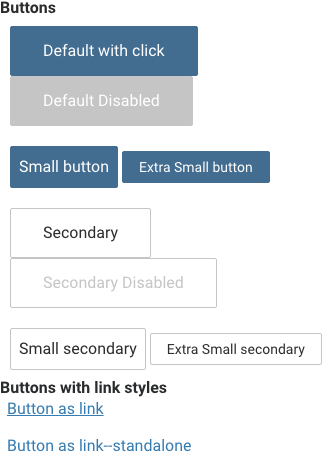 Buttons
Default with click
Default Disabled
Small button Extra Small button
Secondary
Secondary Disabled
Small secondary Extra Small secondary
Buttons with link styles
Button as link
Button as link--standalone